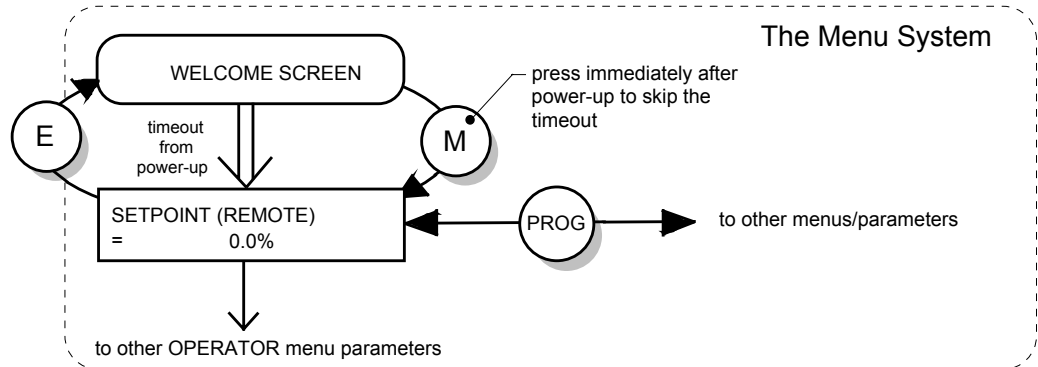 The Menu System
WELCOME SCREEN
press immediately after
power-up to skip the
timeout
E
timeout
from
power-up
M
SETPOINT (REMOTE)
= 0.0%
PROG
to other menus/parameters
to other OPERATOR menu parameters